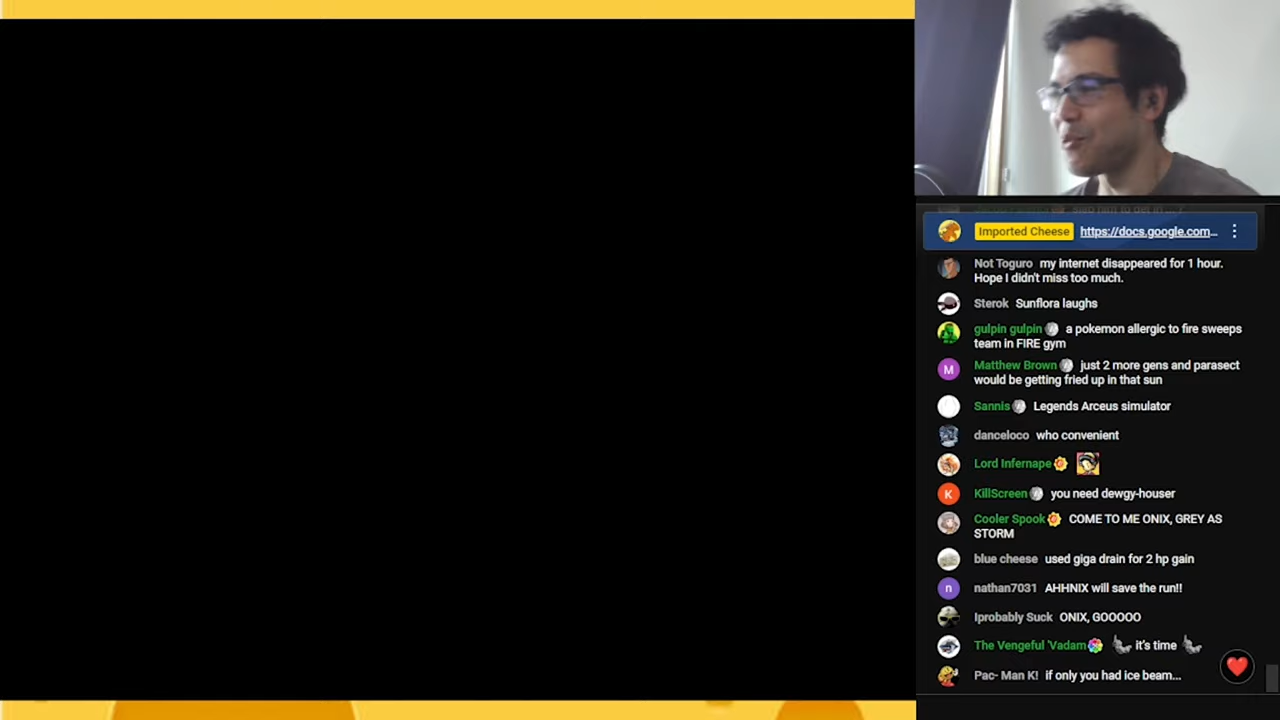 Imported Cheese https://docs.google.com...
Not Toguro my internet disappeared for 1 hour.
Hope I didn't miss too much.
Sterok Sunflora laughs
gulpin gulpin a pokemon allergic to fire sweeps
team in FIRE gym
M Matthew Brown just 2 more gens and parasect
would be getting fried up in that sun
Sannis Legends Arceus simulator
danceloco who convenient
Lord Infernape
K KillScreen you need dewgy-houser
Cooler Spook COME TO ME ONIX, GREY AS
STORM
blue cheese used giga drain for 2 hp gain
n nathan7031 AHHNIX will save the run!!
Iprobably Suck ONIX, GOOOOO
The Vengeful 'Vadam it's time
Pac- Man K! if only you had ice beam...